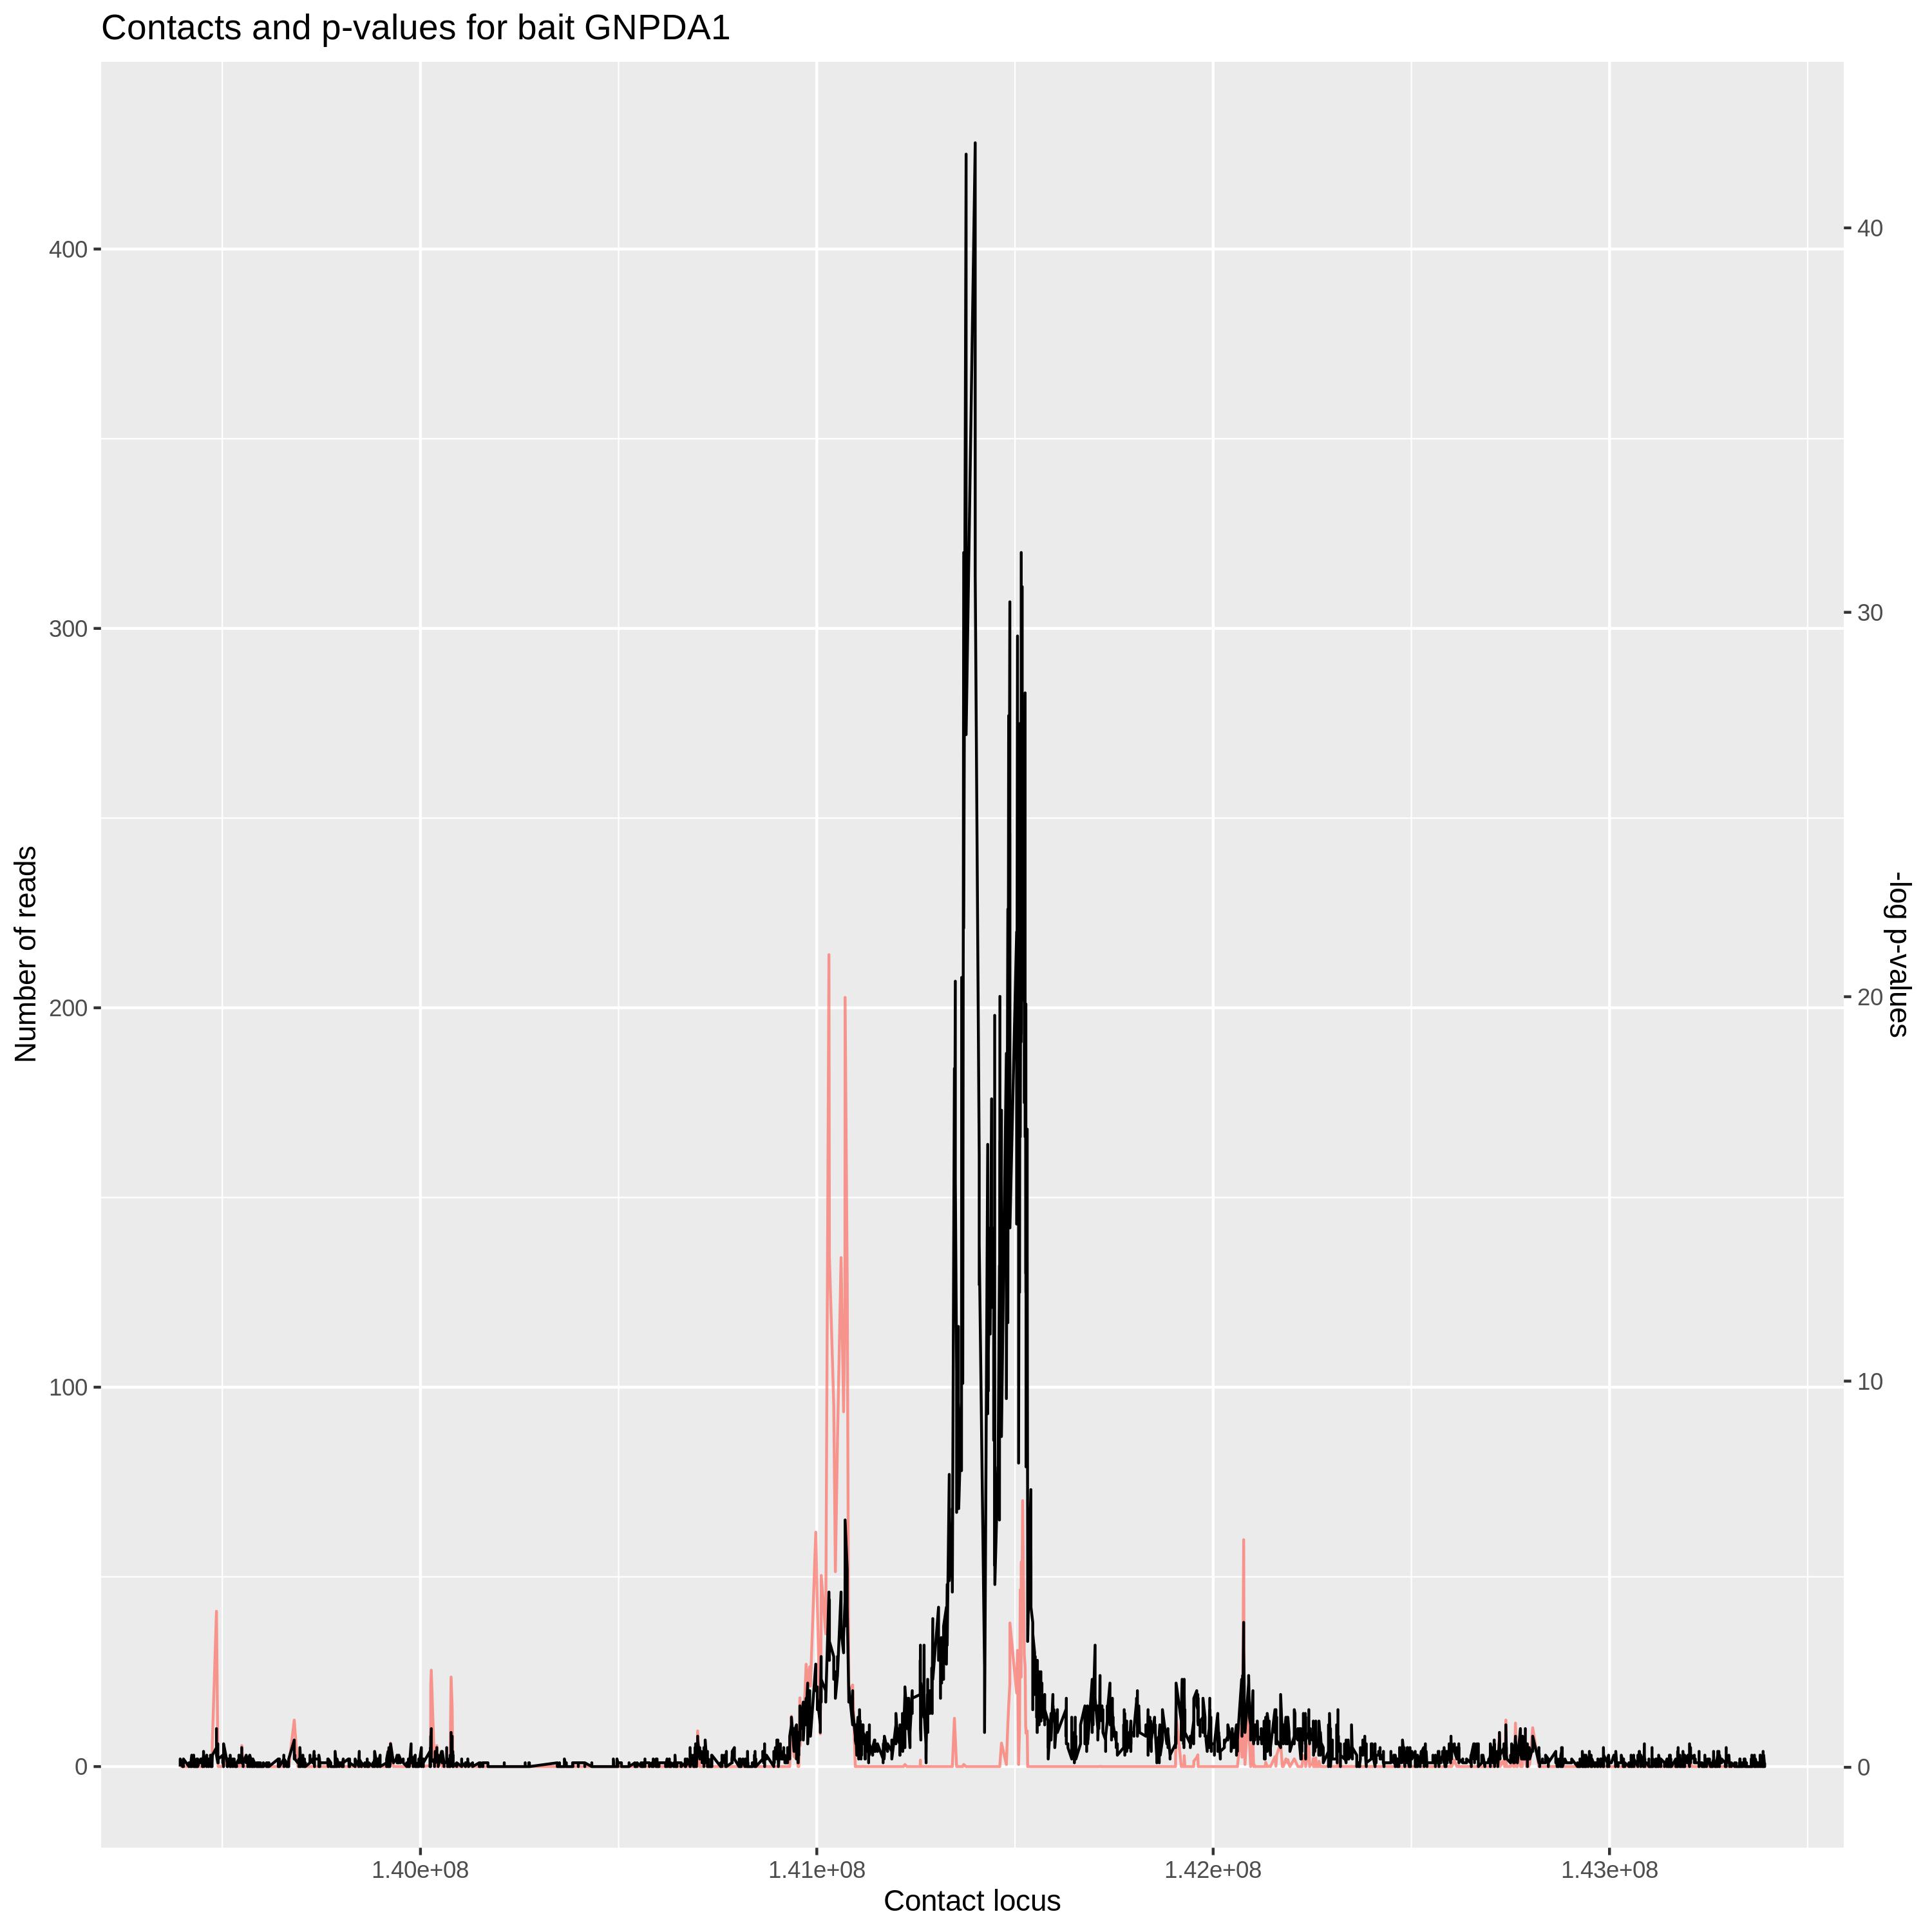 Contacts and p-values for bait GNPDA1
Number of reads
400
300
200
100
0
40
30
20
10
0
-log p-values
1.40e+08
1.41e+08
1.42e+08
1.43e+08
Contact locus